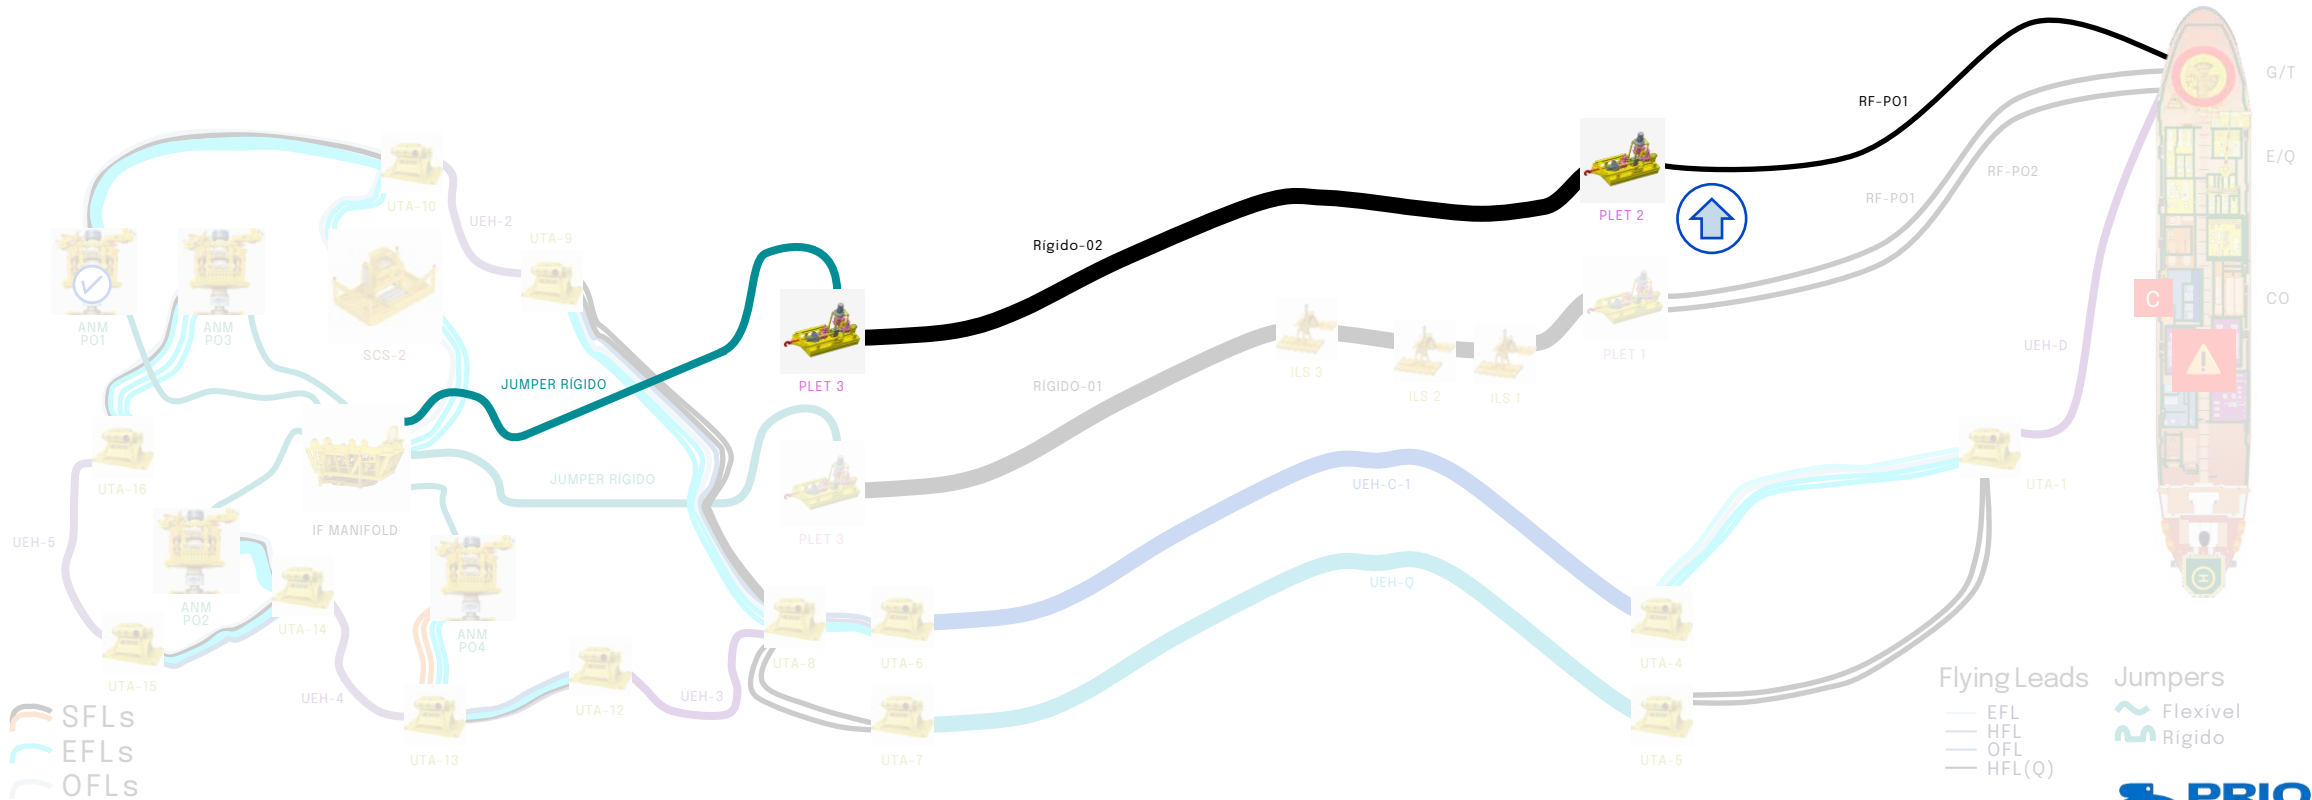 G/T
RF-PO1
E/Q
RF-PO2
RF-PO1
UTA-10
PLET 2
UEH-2
UTA-9
Rígido-02
C
CO
ANM
PO1
ANM
PO3
UEH-D
SCS-2
PLET 1
ILS 3
JUMPER RÍGIDO
PLET 3
RÍGIDO-01
ILS 2
ILS 1
JUMPER RÍGIDO
UTA-16
UEH-C-1
UTA-1
IF MANIFOLD
PLET 3
UEH-5
UEH-Q
H
ANM
PO2
UTA-14
ANM
PO4
UTA-8
UTA-6
UTA-4
UTA-15
UEH-4
UEH-3
UTA-12
Flying Leads
EFL
HFL
OFL
HFL(Q)
Jumpers
Flexível
Rígido
SFLs
EFLs
OFLs
UTA-13
UTA-7
UTA-5
PRIO